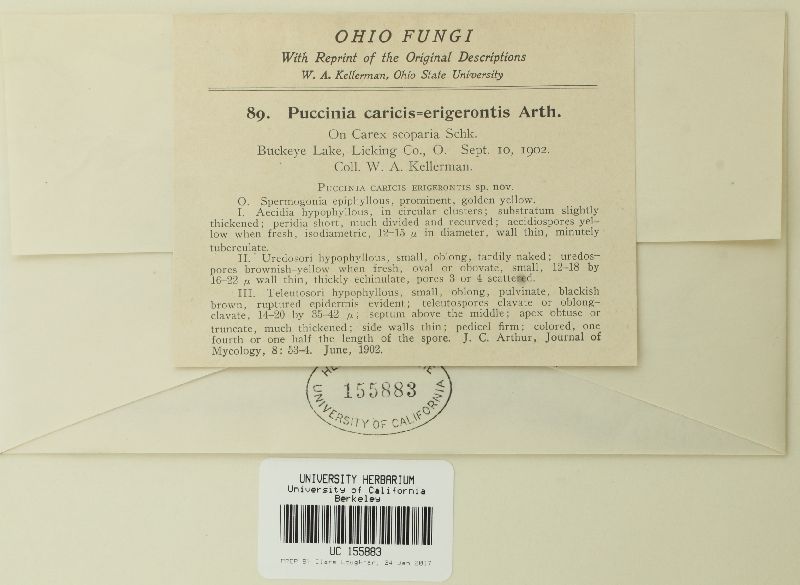 OHIO FUNGI
With Reprint of the Original Descriptions
W. A. Kellerman, Ohio State University
89. Puccinia caricis=erigerontis Arth.
On Carex scoparia Schk.
Buckeye Lake, Licking Co., O. Sept. 10, 1902.
Coll. W. A. Kellerman.
PUCCINIA CARICIS ERIGERONTIS sp. nov.
O. Spermogonia epiphyllous, prominent, golden yellow.
I. Aecidia hypophyllous, in circular clusters; substratum slightly
thickened; peridia short, much divided and recurved; aecidiospores yel-
low when fresh, isodiametric, 12-15 µ in diameter, wall thin, minutely
tuberculate.
II. Uredosori hypophyllous, small, oblong, tardily naked; uredos-
pores brownish-yellow when fresh, oval or obovate, small, 12-18 by
16-22 µ wall thin, thickly echinulate, pores 3 or 4 scattered.
III. Teleutosori hypophyllous, small, oblong, pulvinate, blackish
brown, ruptured epidermis evident; teleutospores clavate or oblong-
clavate, 14-20 by 35-42 µ; septum above the middle; apex obtuse or
truncate, much thickened; side walls thin; pedicel firm; colored, one
fourth or one half the length of the spore. J. C. Arthur, Journal of
Mycology, 8: 53-4. June, 1902.
155883
UNIVERSITY OF CALIFORNIA
UNIVERSITY HERBARIUM
University of California
Berkeley
UC 155883
24 Jan 2017